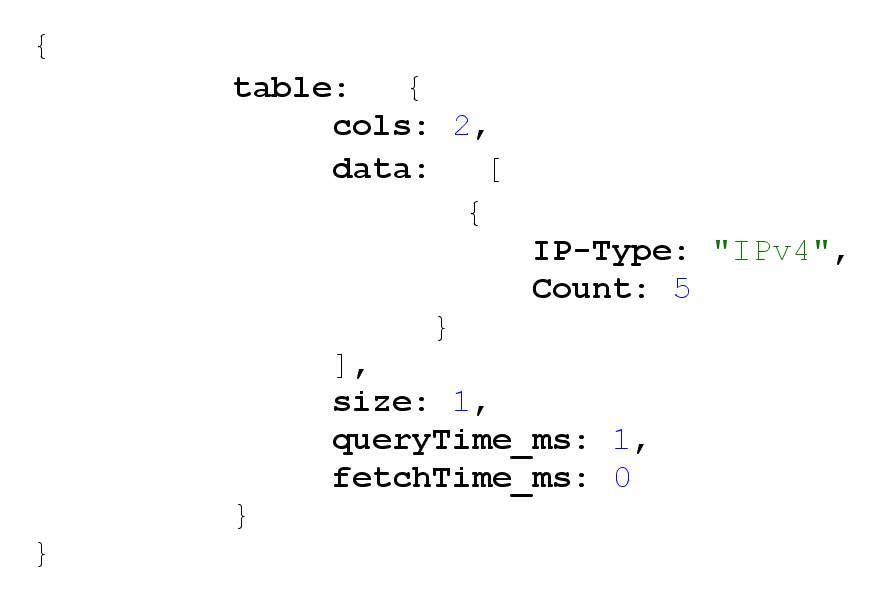 {
table: {
cols: 2,
data: [
{
IP-Type: "IPv4",
Count: 5
}
],
size: 1,
queryTime_ms: 1,
fetchTime_ms: 0
}
}